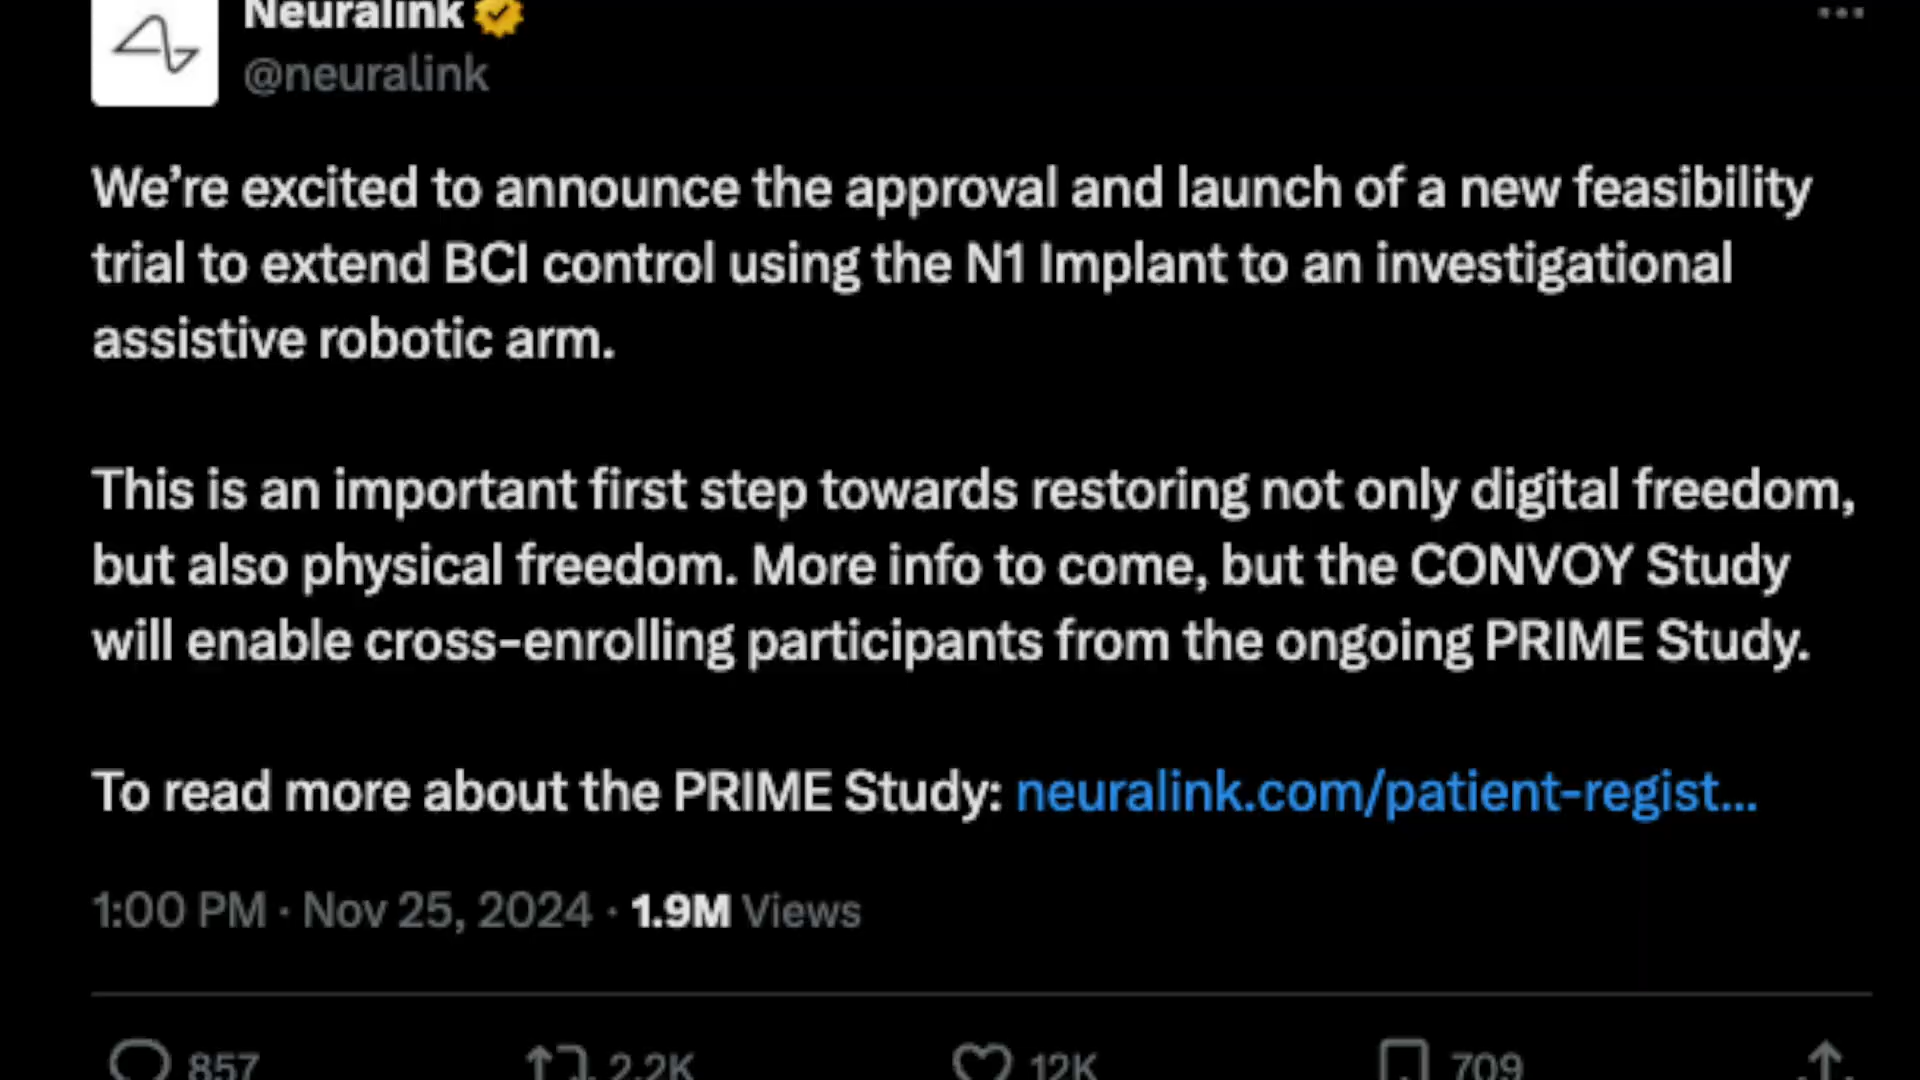 Neuralink
@neuralink
We’re excited to announce the approval and launch of a new feasibility
trial to extend BCI control using the N1 Implant to an investigational
assistive robotic arm.
This is an important first step towards restoring not only digital freedom,
but also physical freedom. More info to come, but the CONVOY Study
will enable cross-enrolling participants from the ongoing PRIME Study.
To read more about the PRIME Study: neuralink.com/patient-regist...
1:00 PM · Nov 25, 2024 · 1.9M Views
857 2.2K 12K 709